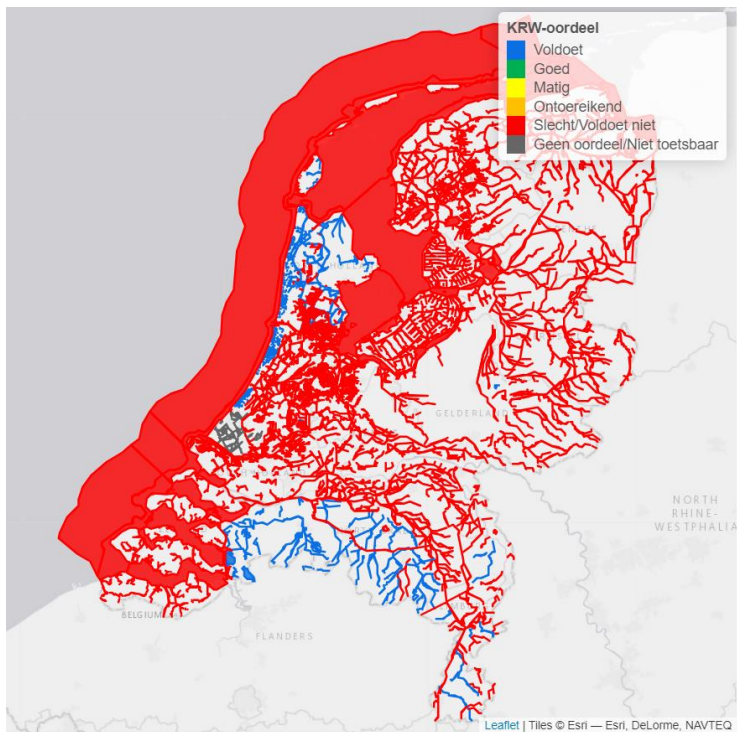 KRW-oordeel
Voldoet
Goed
Matig
Ontoereikend
Slecht/Voldoet niet
Geen oordeel/Niet toetsbaar
GELDERLAND
NORTH
RHINE-
WESTPHALIA
BELGIUM
FLANDERS
Leaflet | Tiles © Esri — Esri, DeLorme, NAVTEQ